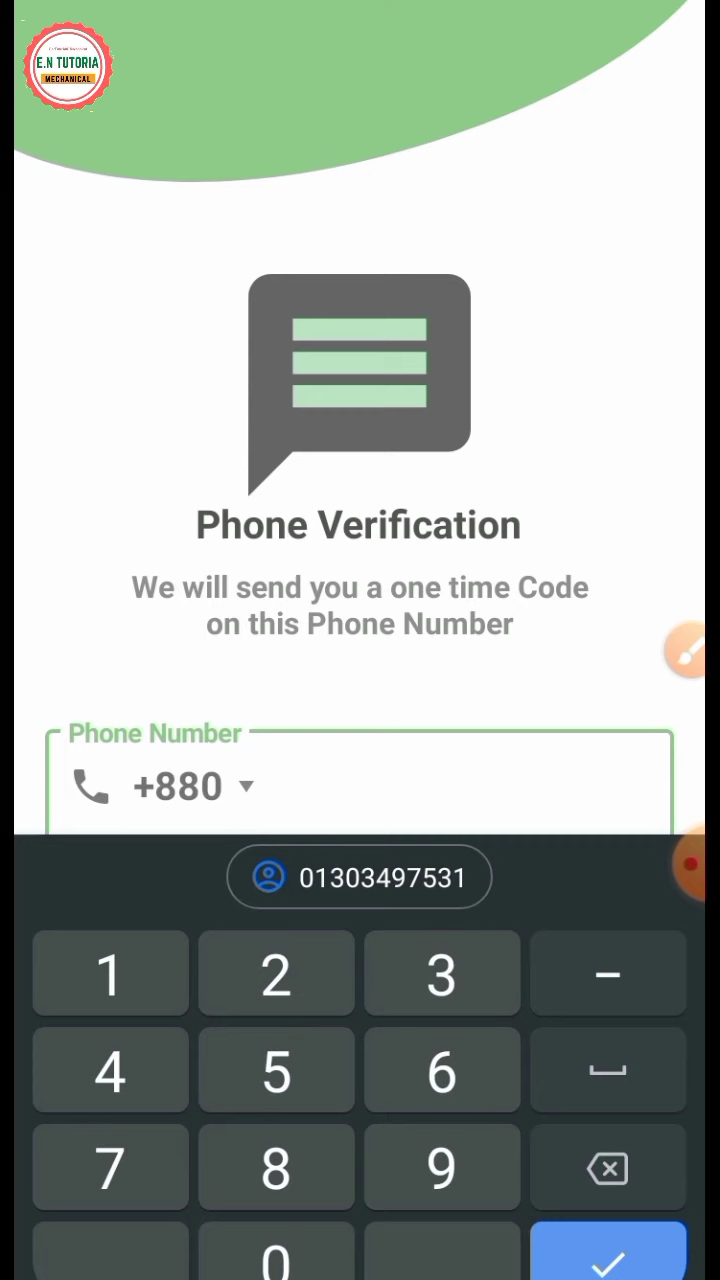 E.N TUTORIA
MECHANICAL
Phone Verification
We will send you a one time Code
on this Phone Number
Phone Number
+880
01303497531
1 2 3 –
4 5 6
7 8 9
0